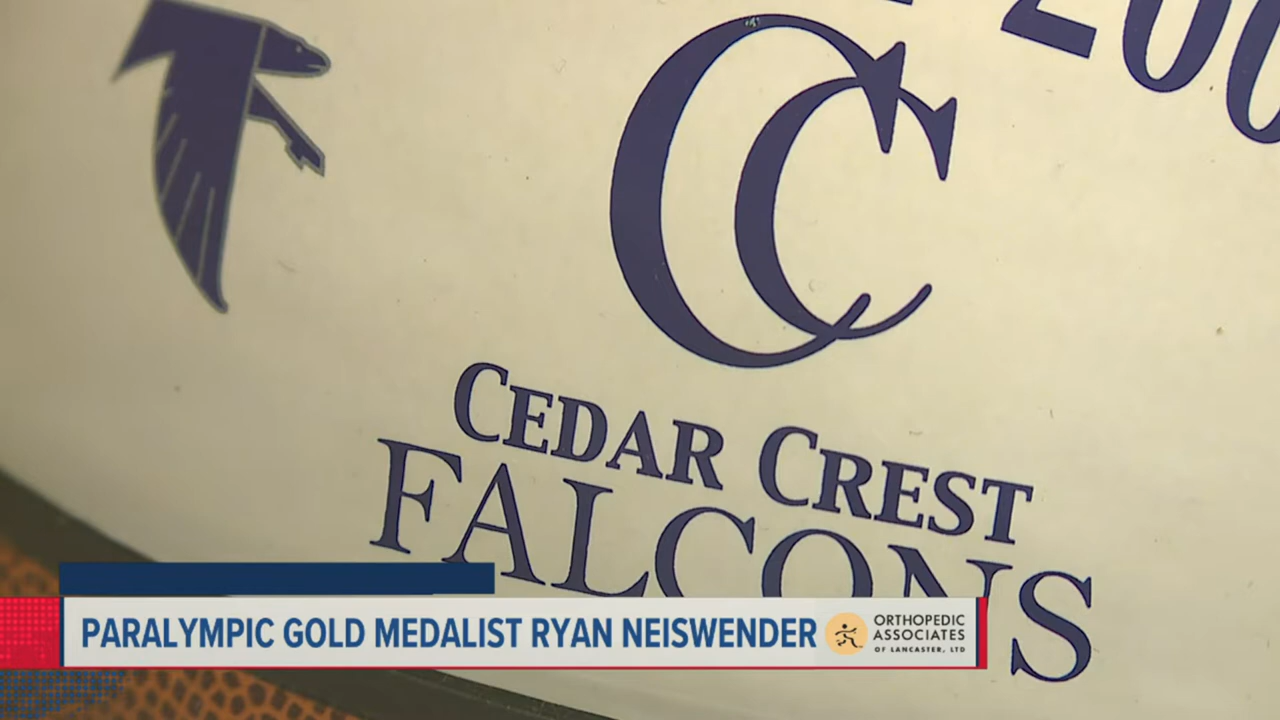 CC
CEDAR CREST
FALCONS
PARALYMPIC GOLD MEDALIST RYAN NEISWENDER
ORTHOPEDIC
ASSOCIATES
OF LANCASTER, LTD